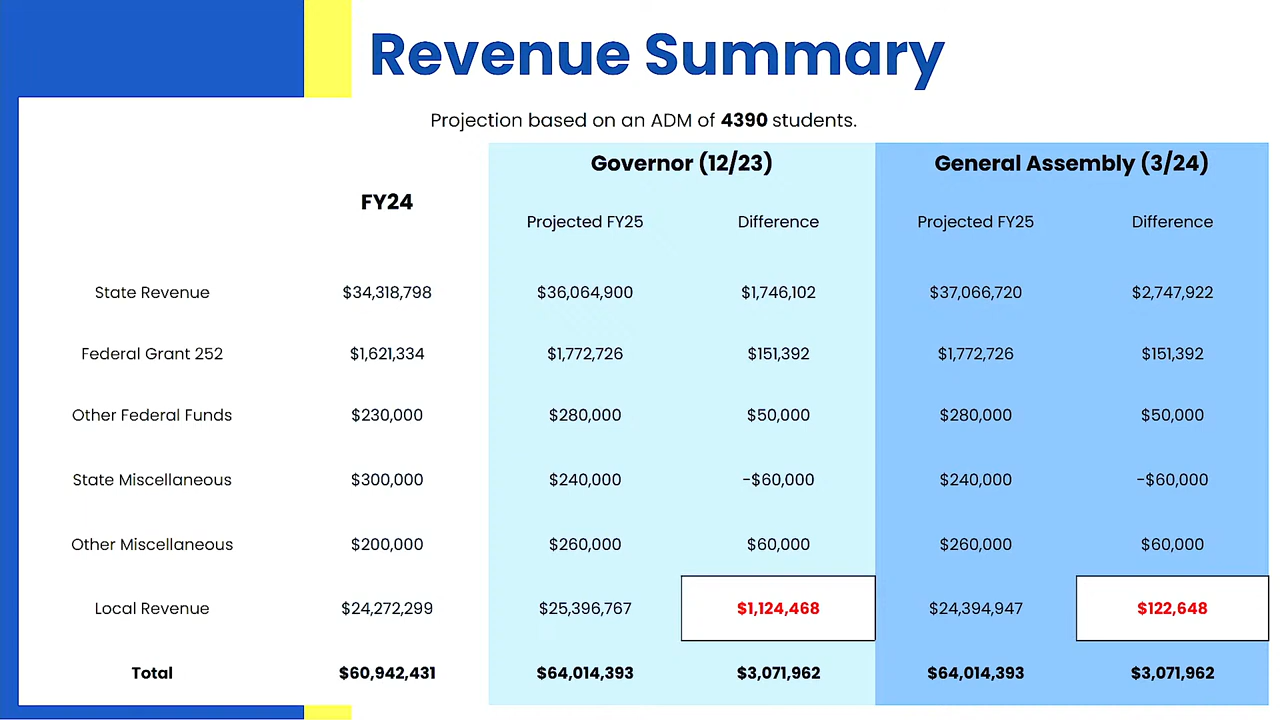 Revenue Summary
Projection based on an ADM of 4390 students.
Governor (12/23) General Assembly (3/24)
FY24
Projected FY25 Difference Projected FY25 Difference
State Revenue $34,318,798 $36,064,900 $1,746,102 $37,066,720 $2,747,922
Federal Grant 252 $1,621,334 $1,772,726 $151,392 $1,772,726 $151,392
Other Federal Funds $230,000 $280,000 $50,000 $280,000 $50,000
State Miscellaneous $300,000 $240,000 -$60,000 $240,000 -$60,000
Other Miscellaneous $200,000 $260,000 $60,000 $260,000 $60,000
Local Revenue $24,272,299 $25,396,767 $1,124,468 $24,394,947 $122,648
Total $60,942,431 $64,014,393 $3,071,962 $64,014,393 $3,071,962